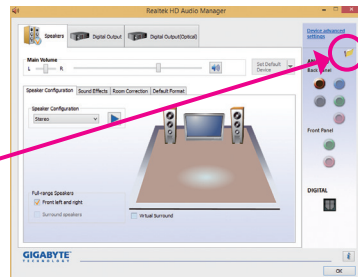 Realtek HD Audio Manager
Speakers
Digital Output
Digital Output(Optical)
Device advanced settings
Main Volume
L
R
Set Default Device
AN
Back Panel
Speaker Configuration
Sound Effects
Room Correction
Default Format
Speaker Configuration
Stereo
Front Panel
Full-range Speakers
Front left and right
Surround speakers
Virtual Surround
DIGITAL
GIGABYTE
TECHNOLOGY
i
OK